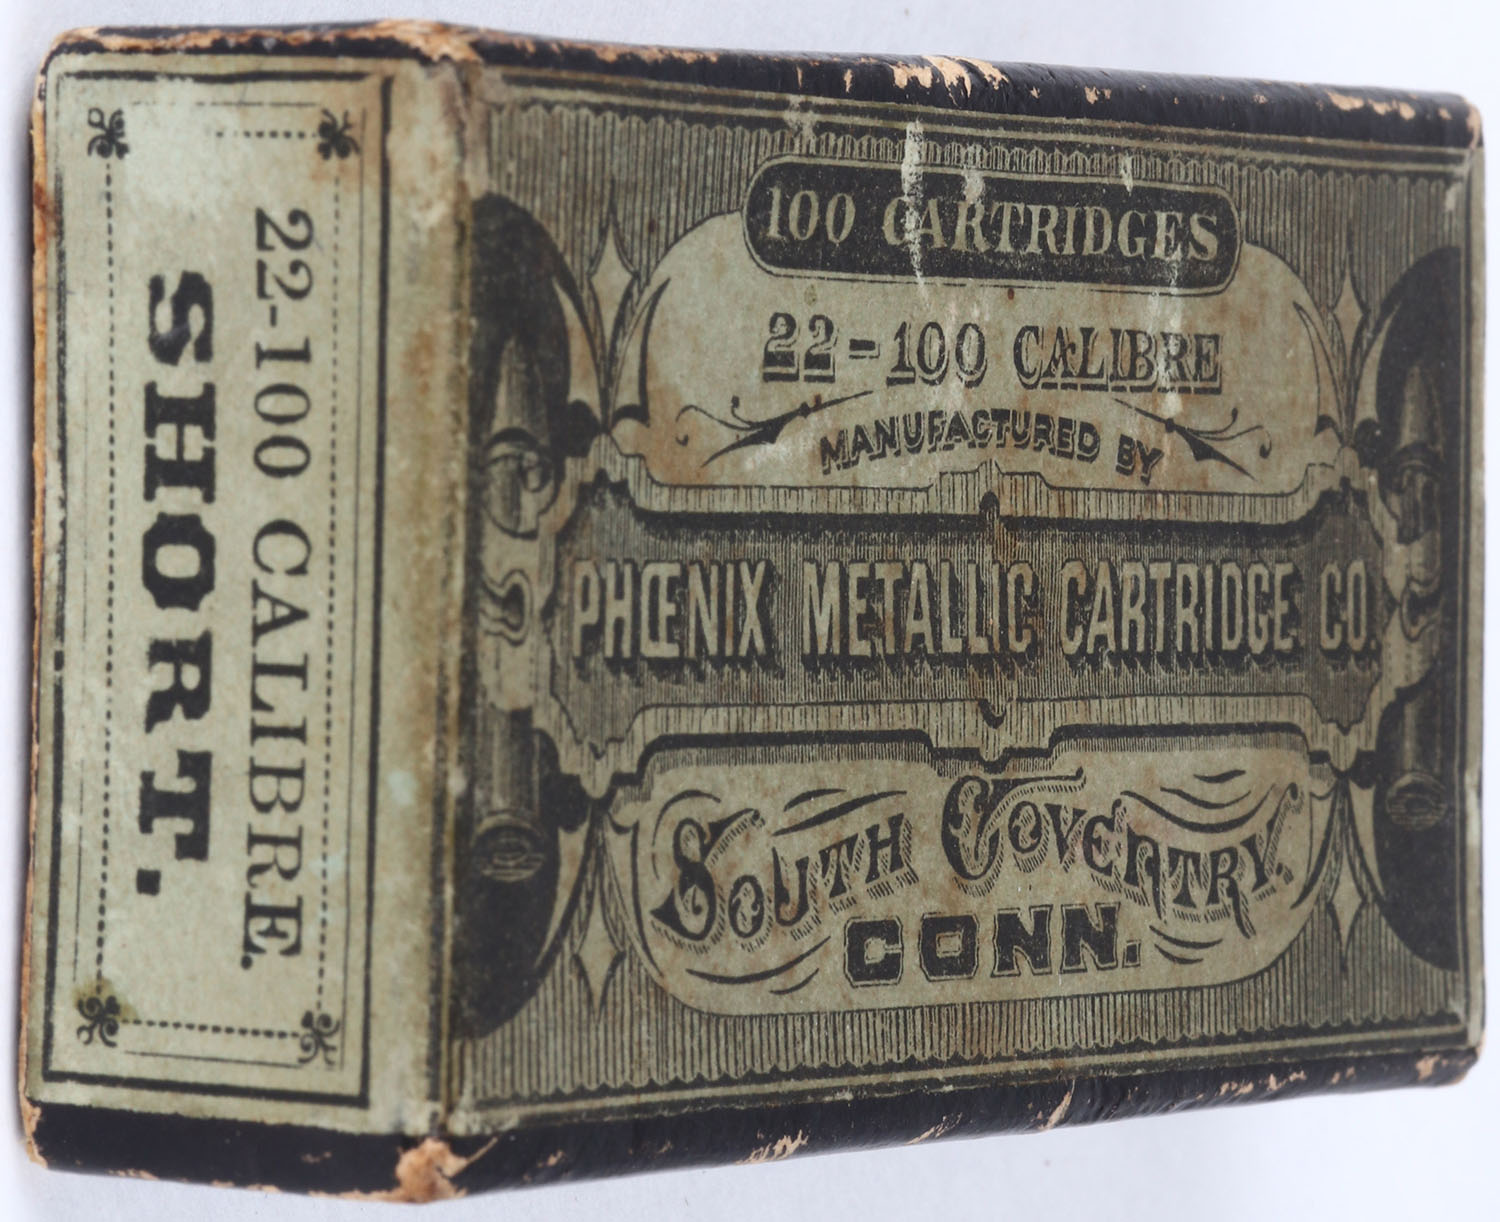 100 CARTRIDGES
22-100 CALIBRE
MANUFACTURED BY
PHŒNIX METALLIC CARTRIDGE CO.
SOUTH COVENTRY.
CONN.
22-100 CALIBRE.
SHORT.